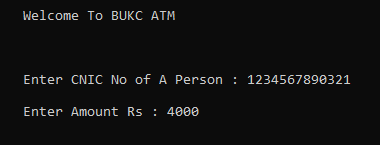 Welcome To BUKC ATM
Enter CNIC No of A Person : 1234567890321
Enter Amount Rs : 4000